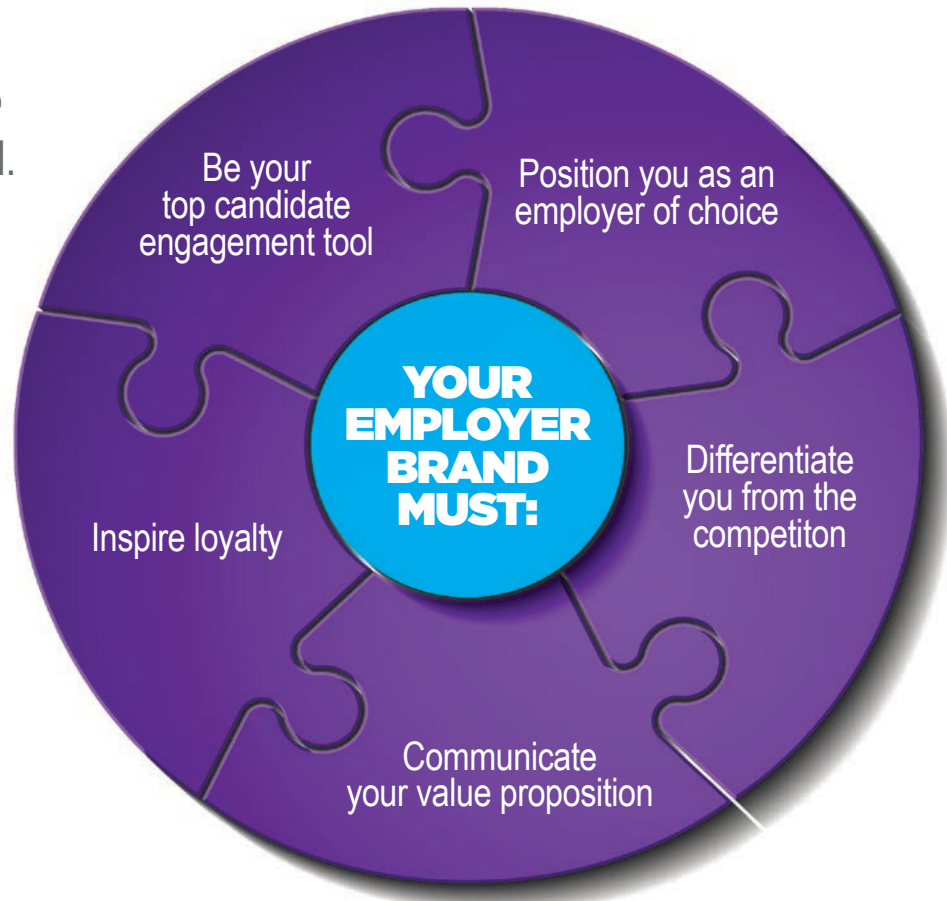 YOUR
EMPLOYER
BRAND
MUST:
Be your
top candidate
engagement tool
Position you as an
employer of choice
Differentiate
you from the
competiton
Communicate
your value proposition
Inspire loyalty